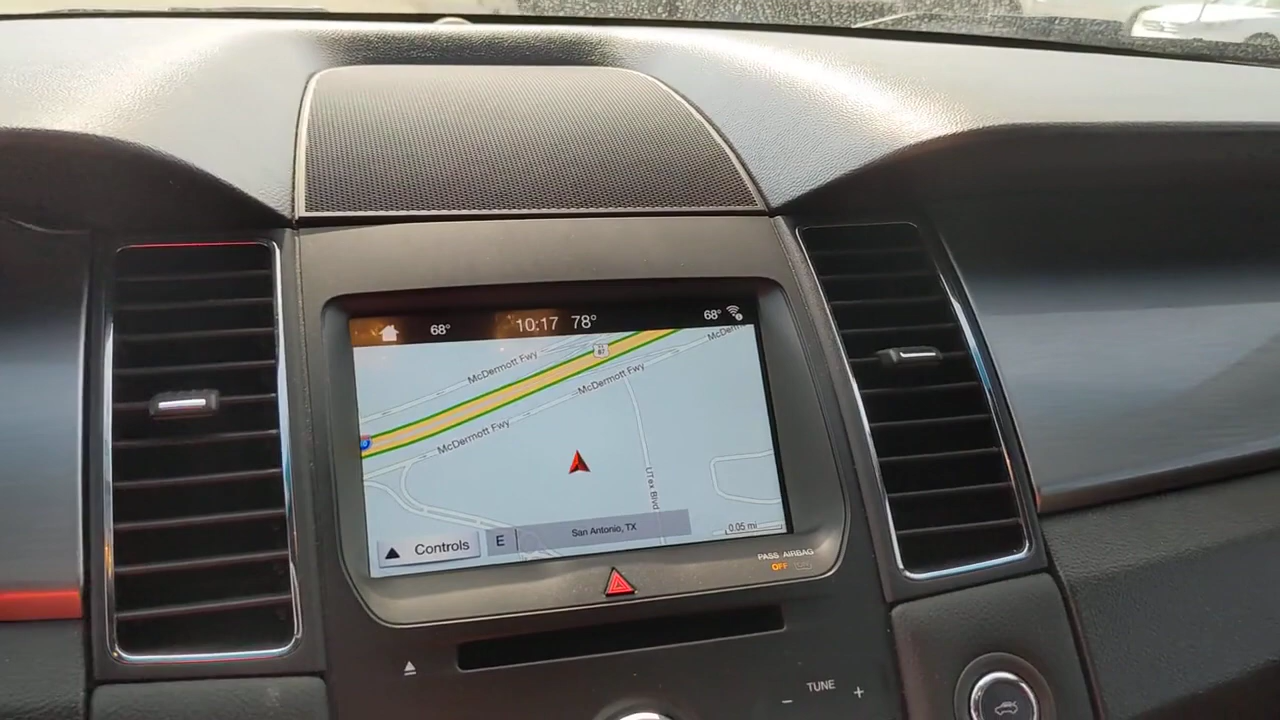 68° 10:17 78° 68°
McDermott Fwy
87
McDermott Fwy
McDermott Fwy
UTex Blvd
Controls
E
San Antonio, TX
0.05 mi
PASS AIRBAG
OFF
− TUNE +